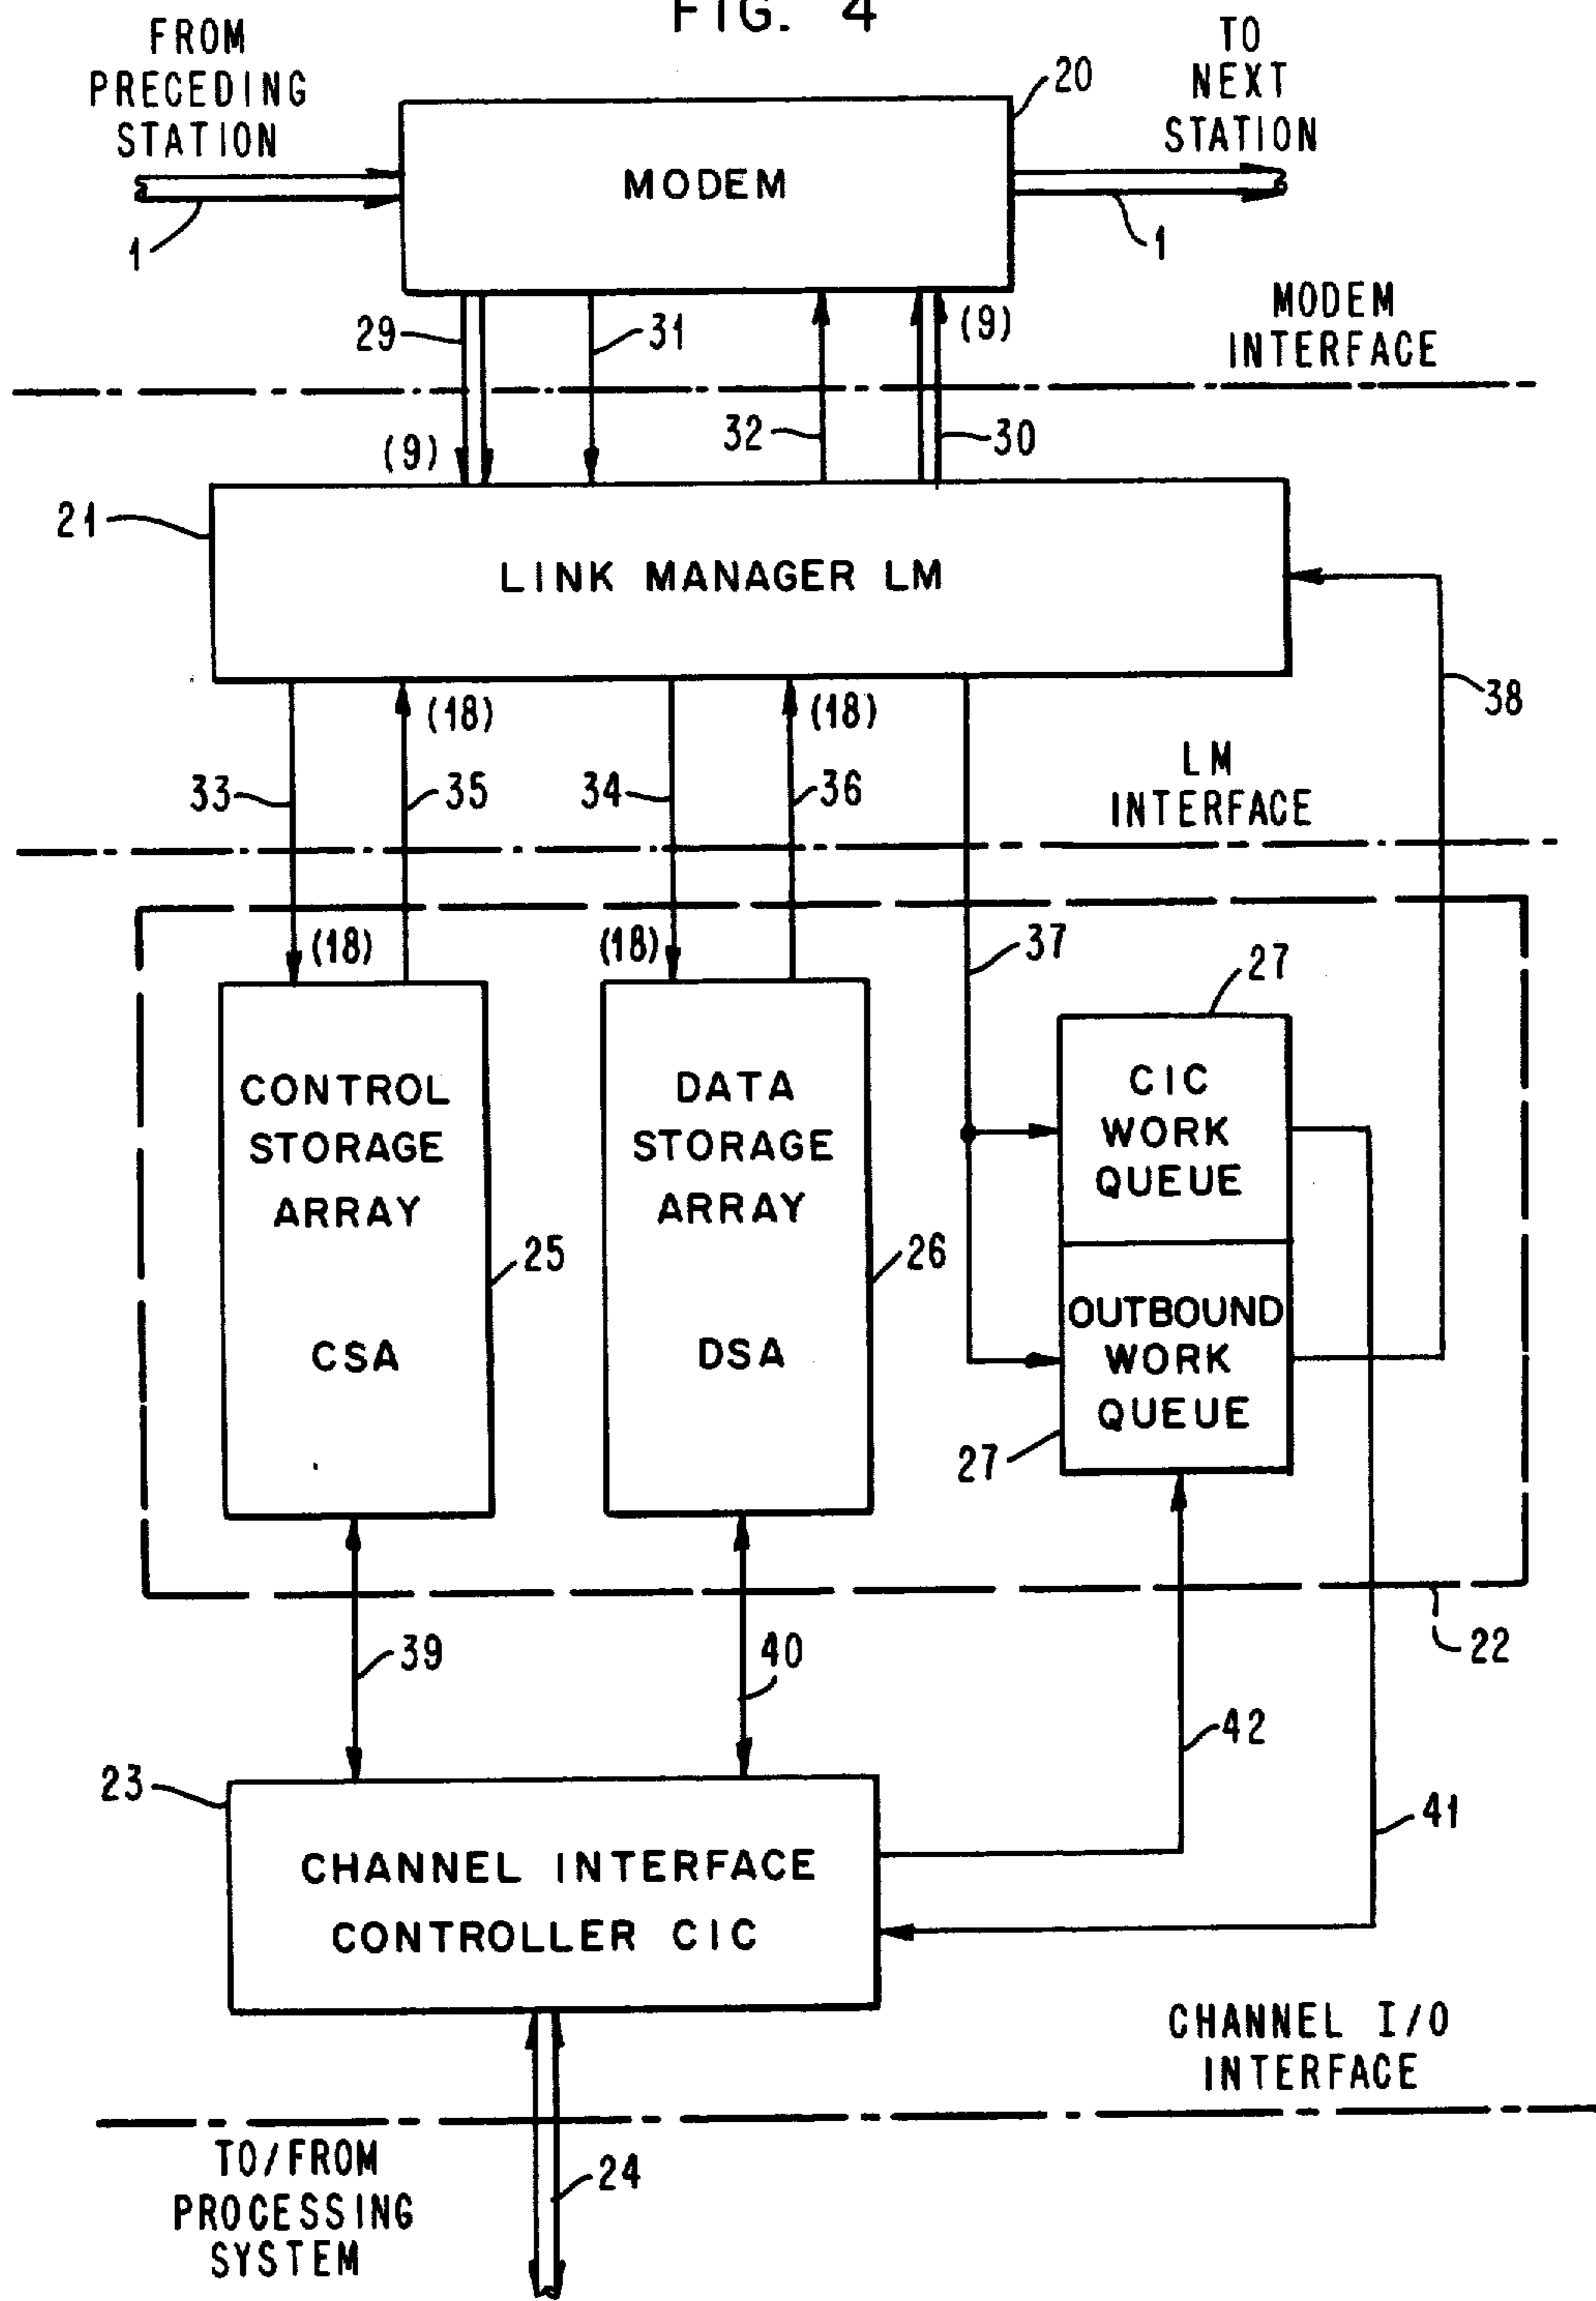 FIG. 4
FROM
PRECEDING
STATION
TO
NEXT
STATION
20
MODEM
1
1
MODEM
INTERFACE
29
31
(9)
(9)
32
30
21
LINK MANAGER LM
(18)
(18)
38
33
35
34
36
LM
INTERFACE
(18)
(18)
37
27
CONTROL
STORAGE
ARRAY
CSA
25
DATA
STORAGE
ARRAY
DSA
26
CIC
WORK
QUEUE
OUTBOUND
WORK
QUEUE
27
22
39
40
42
41
23
CHANNEL INTERFACE
CONTROLLER CIC
CHANNEL I/O
INTERFACE
TO/FROM
PROCESSING
SYSTEM
24